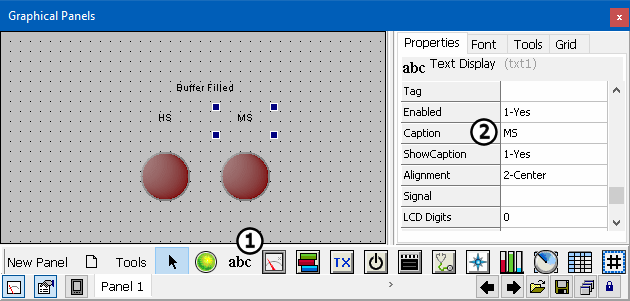 Graphical Panels
Buffer Filled
HS MS
Properties Font Tools Grid
abc Text Display (txt1)
Tag
Enabled 1-Yes
Caption 2 MS
ShowCaption 1-Yes
Alignment 2-Center
Signal
LCD Digits 0
1
New Panel Tools abc TX
Panel 1